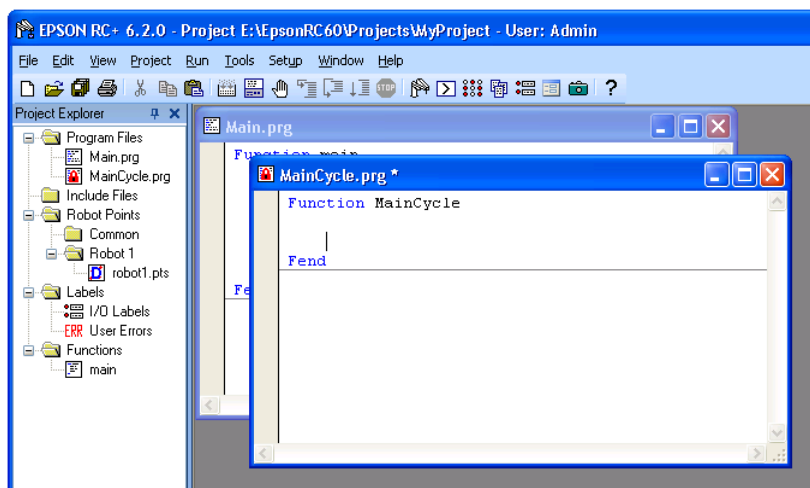 EPSON RC+ 6.2.0 - Project E:\EpsonRC60\Projects\MyProject - User: Admin
File Edit View Project Run Tools Setup Window Help
STOP ?
Project Explorer
Program Files
Main.prg
MainCycle.prg
Include Files
Robot Points
Common
Robot 1
robot1.pts
Labels
I/O Labels
ERR User Errors
Functions
main
Main.prg
Function main
MainCycle.prg *
Function MainCycle
Fend